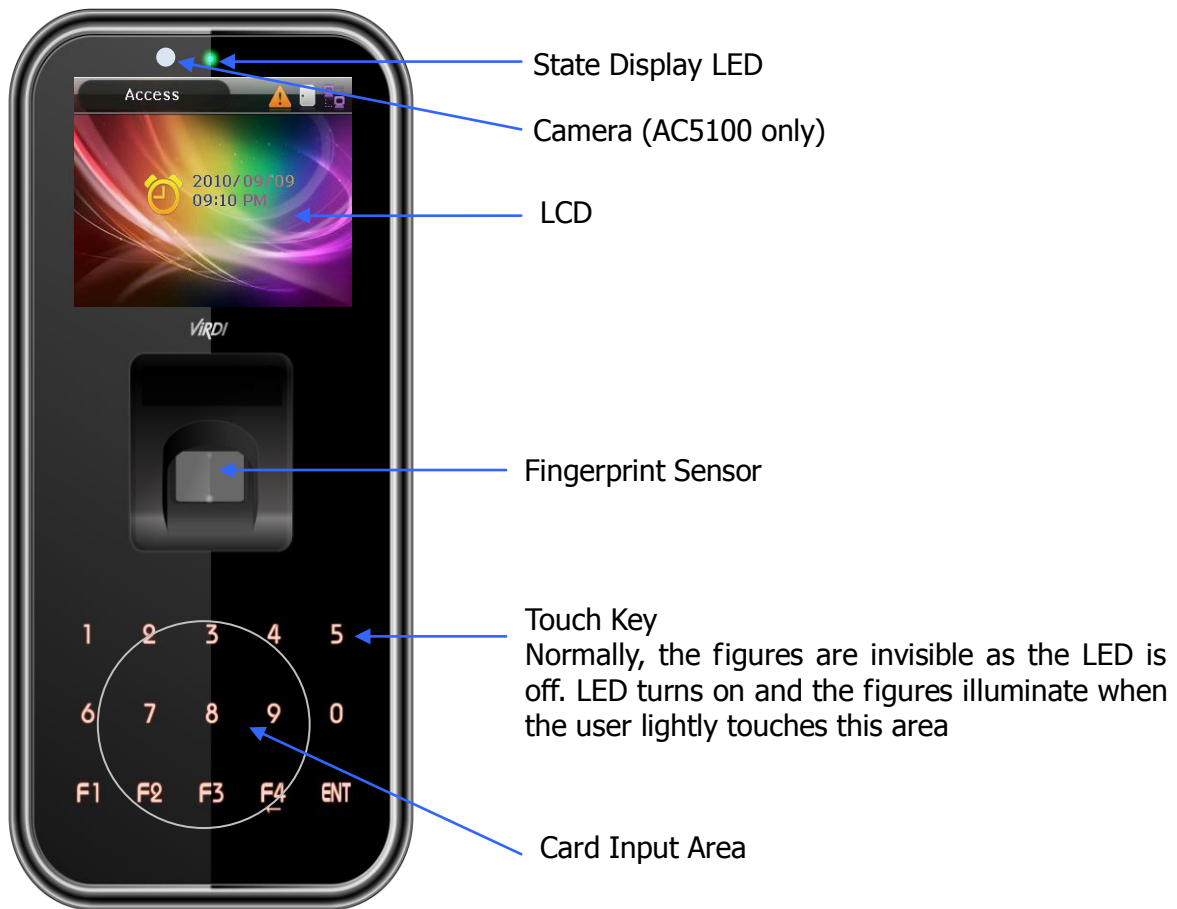 State Display LED
Access
Camera (AC5100 only)
2010/09/09
09:10 PM
LCD
ViRDI
Fingerprint Sensor
Touch Key
Normally, the figures are invisible as the LED is
off. LED turns on and the figures illuminate when
the user lightly touches this area
1 2 3 4 5
6 7 8 9 0
F1 F2 F3 F4 ENT
←
Card Input Area